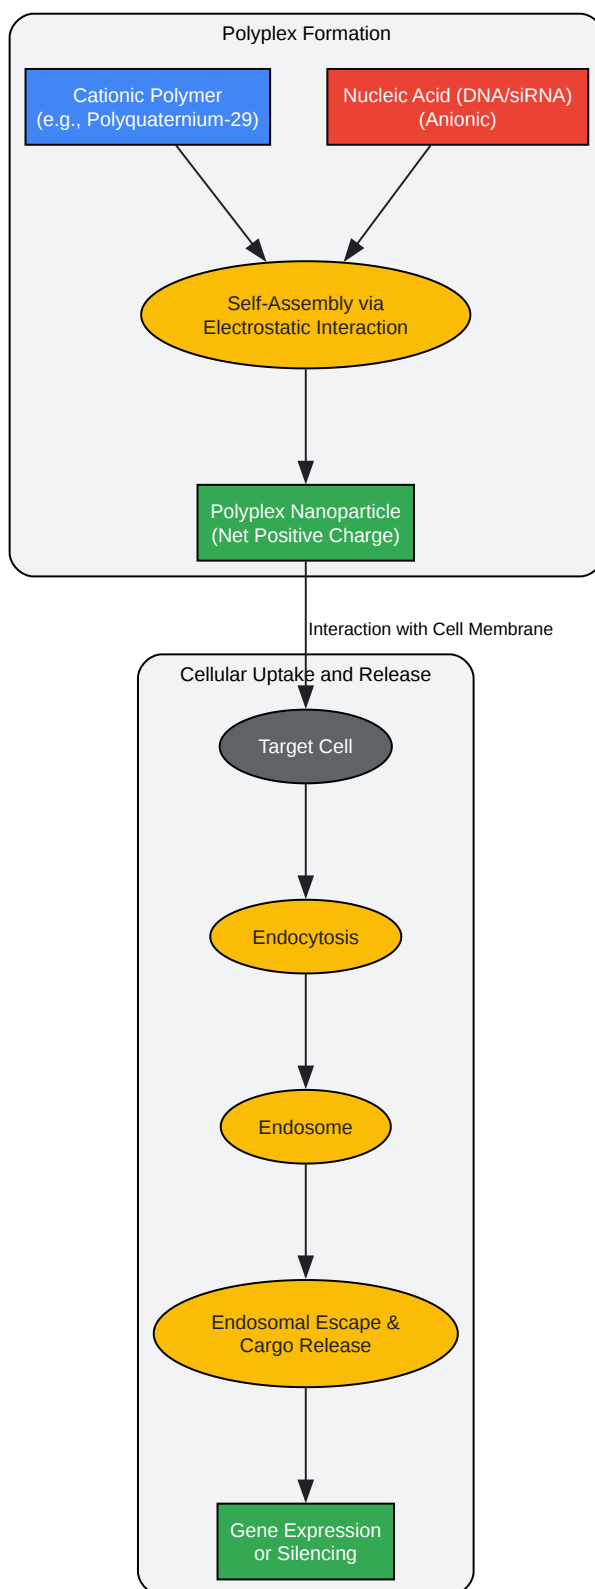 Polyplex Formation
Cationic Polymer
(e.g., Polyquaternium-29)
Nucleic Acid (DNA/siRNA)
(Anionic)
Self-Assembly via
Electrostatic Interaction
Polyplex Nanoparticle
(Net Positive Charge)
Interaction with Cell Membrane
Cellular Uptake and Release
Target Cell
Endocytosis
Endosome
Endosomal Escape &
Cargo Release
Gene Expression
or Silencing